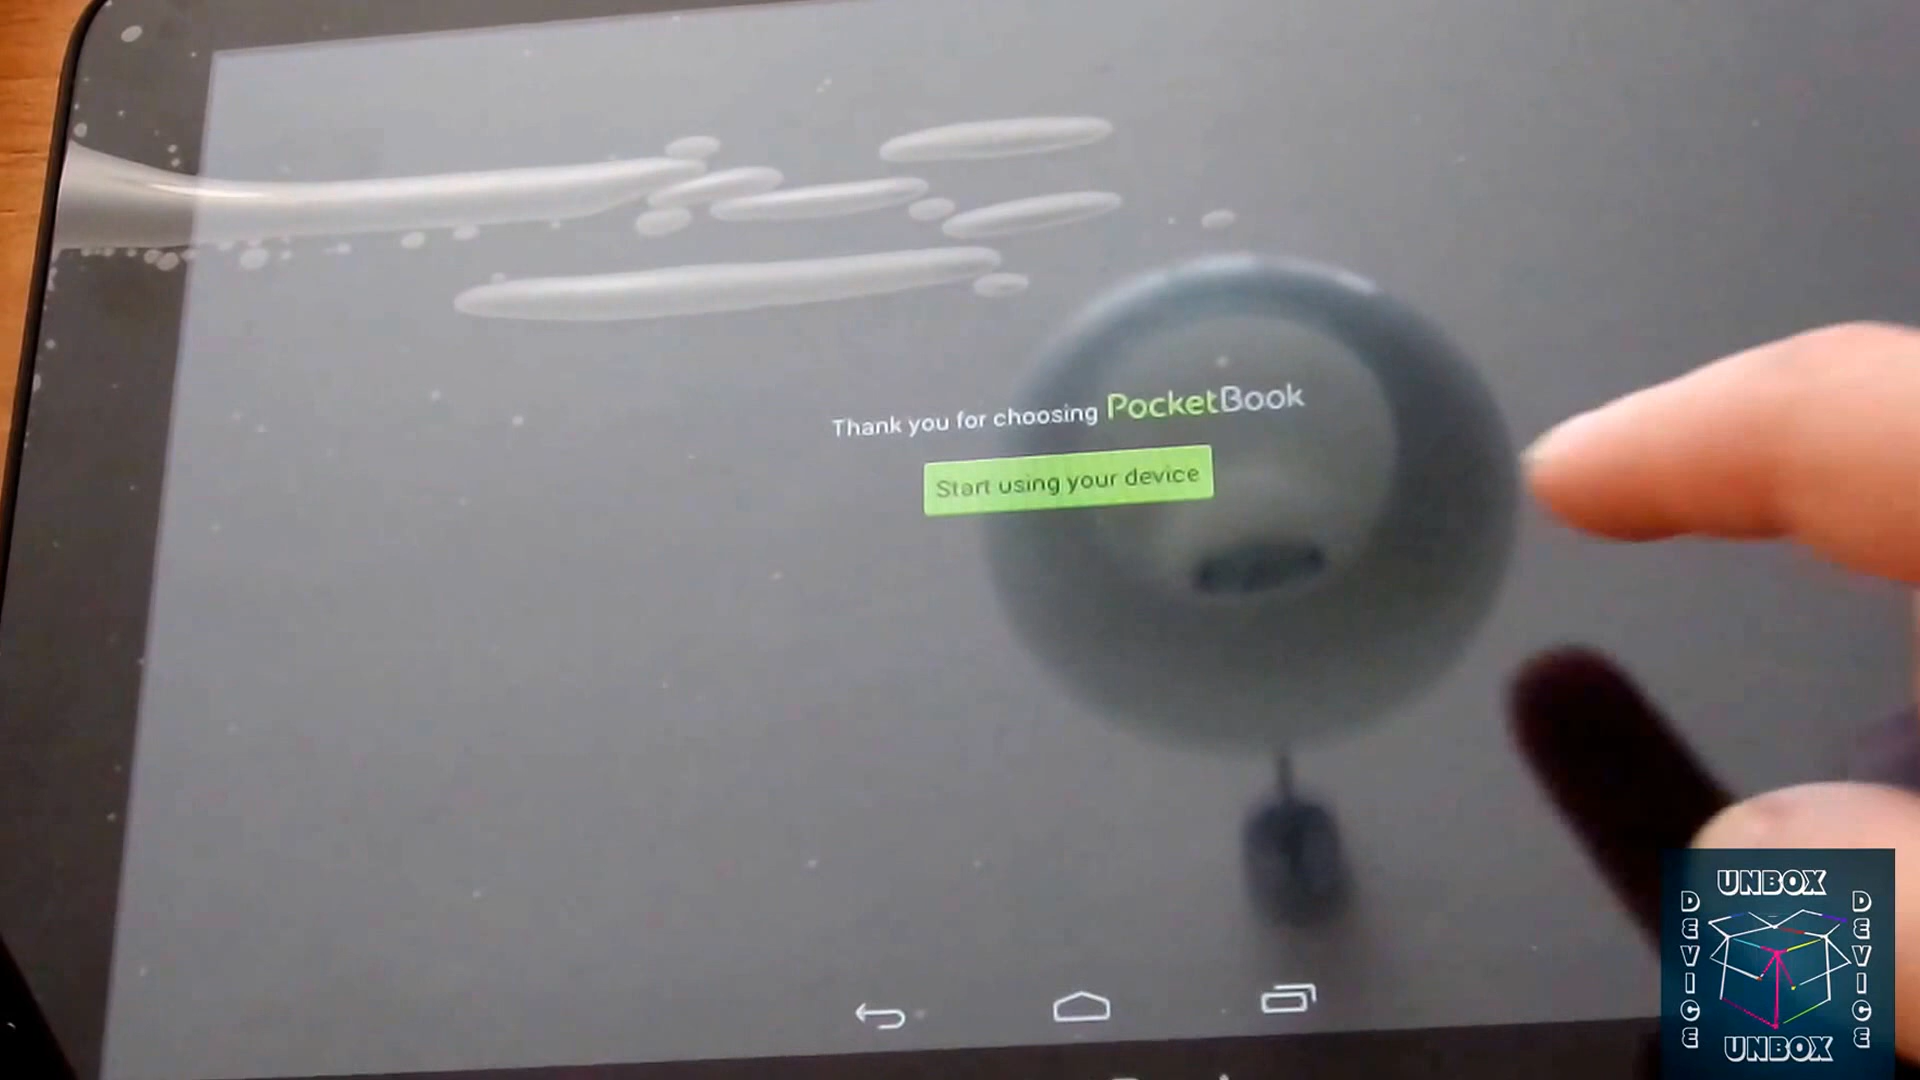 Thank you for choosing PocketBook
Start using your device
UNBOX
DEVICE
DEVICE
UNBOX